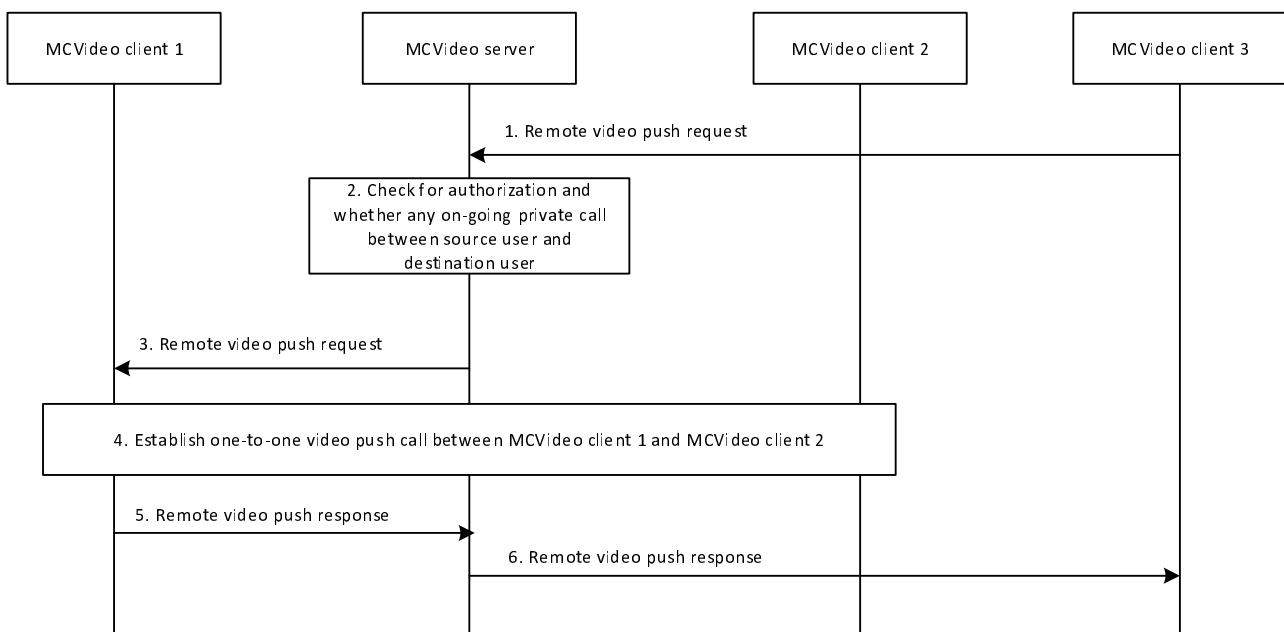 MCVideo client 1
MCVideo server
MCVideo client 2
MCVideo client 3
1. Remote video push request
2. Check for authorization and
whether any on-going private call
between source user and
destination user
3. Remote video push request
4. Establish one-to-one video push call between MCVideo client 1 and MCVideo client 2
5. Remote video push response
6. Remote video push response